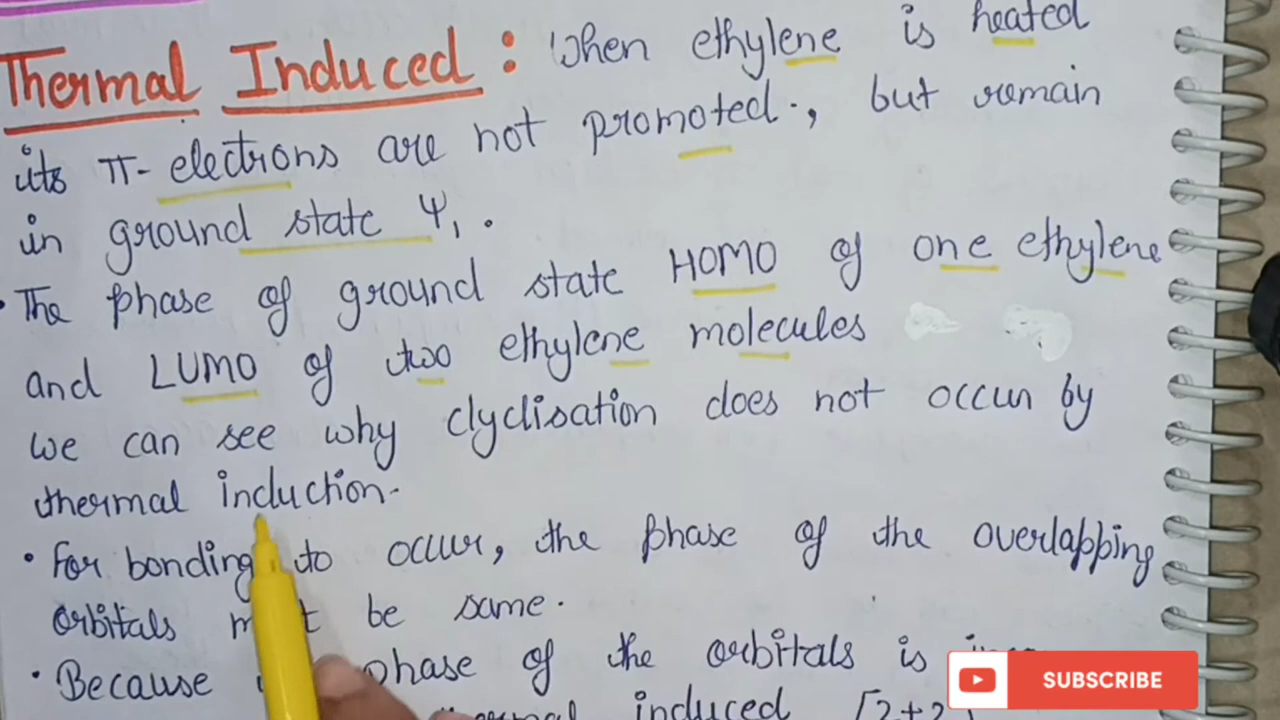 Thermal Induced : When ethylene is heated
its π- electrons are not promoted., but remain
in ground state Ψ₁.
• The phase of ground state HOMO of one ethylene
and LUMO of two ethylene molecules
we can see why clyclisation does not occur by
thermal induction.
• For bonding to occur, the phase of the overlapping
orbitals be same.
• Because phase of the orbitals is
induced [2+2]
SUBSCRIBE